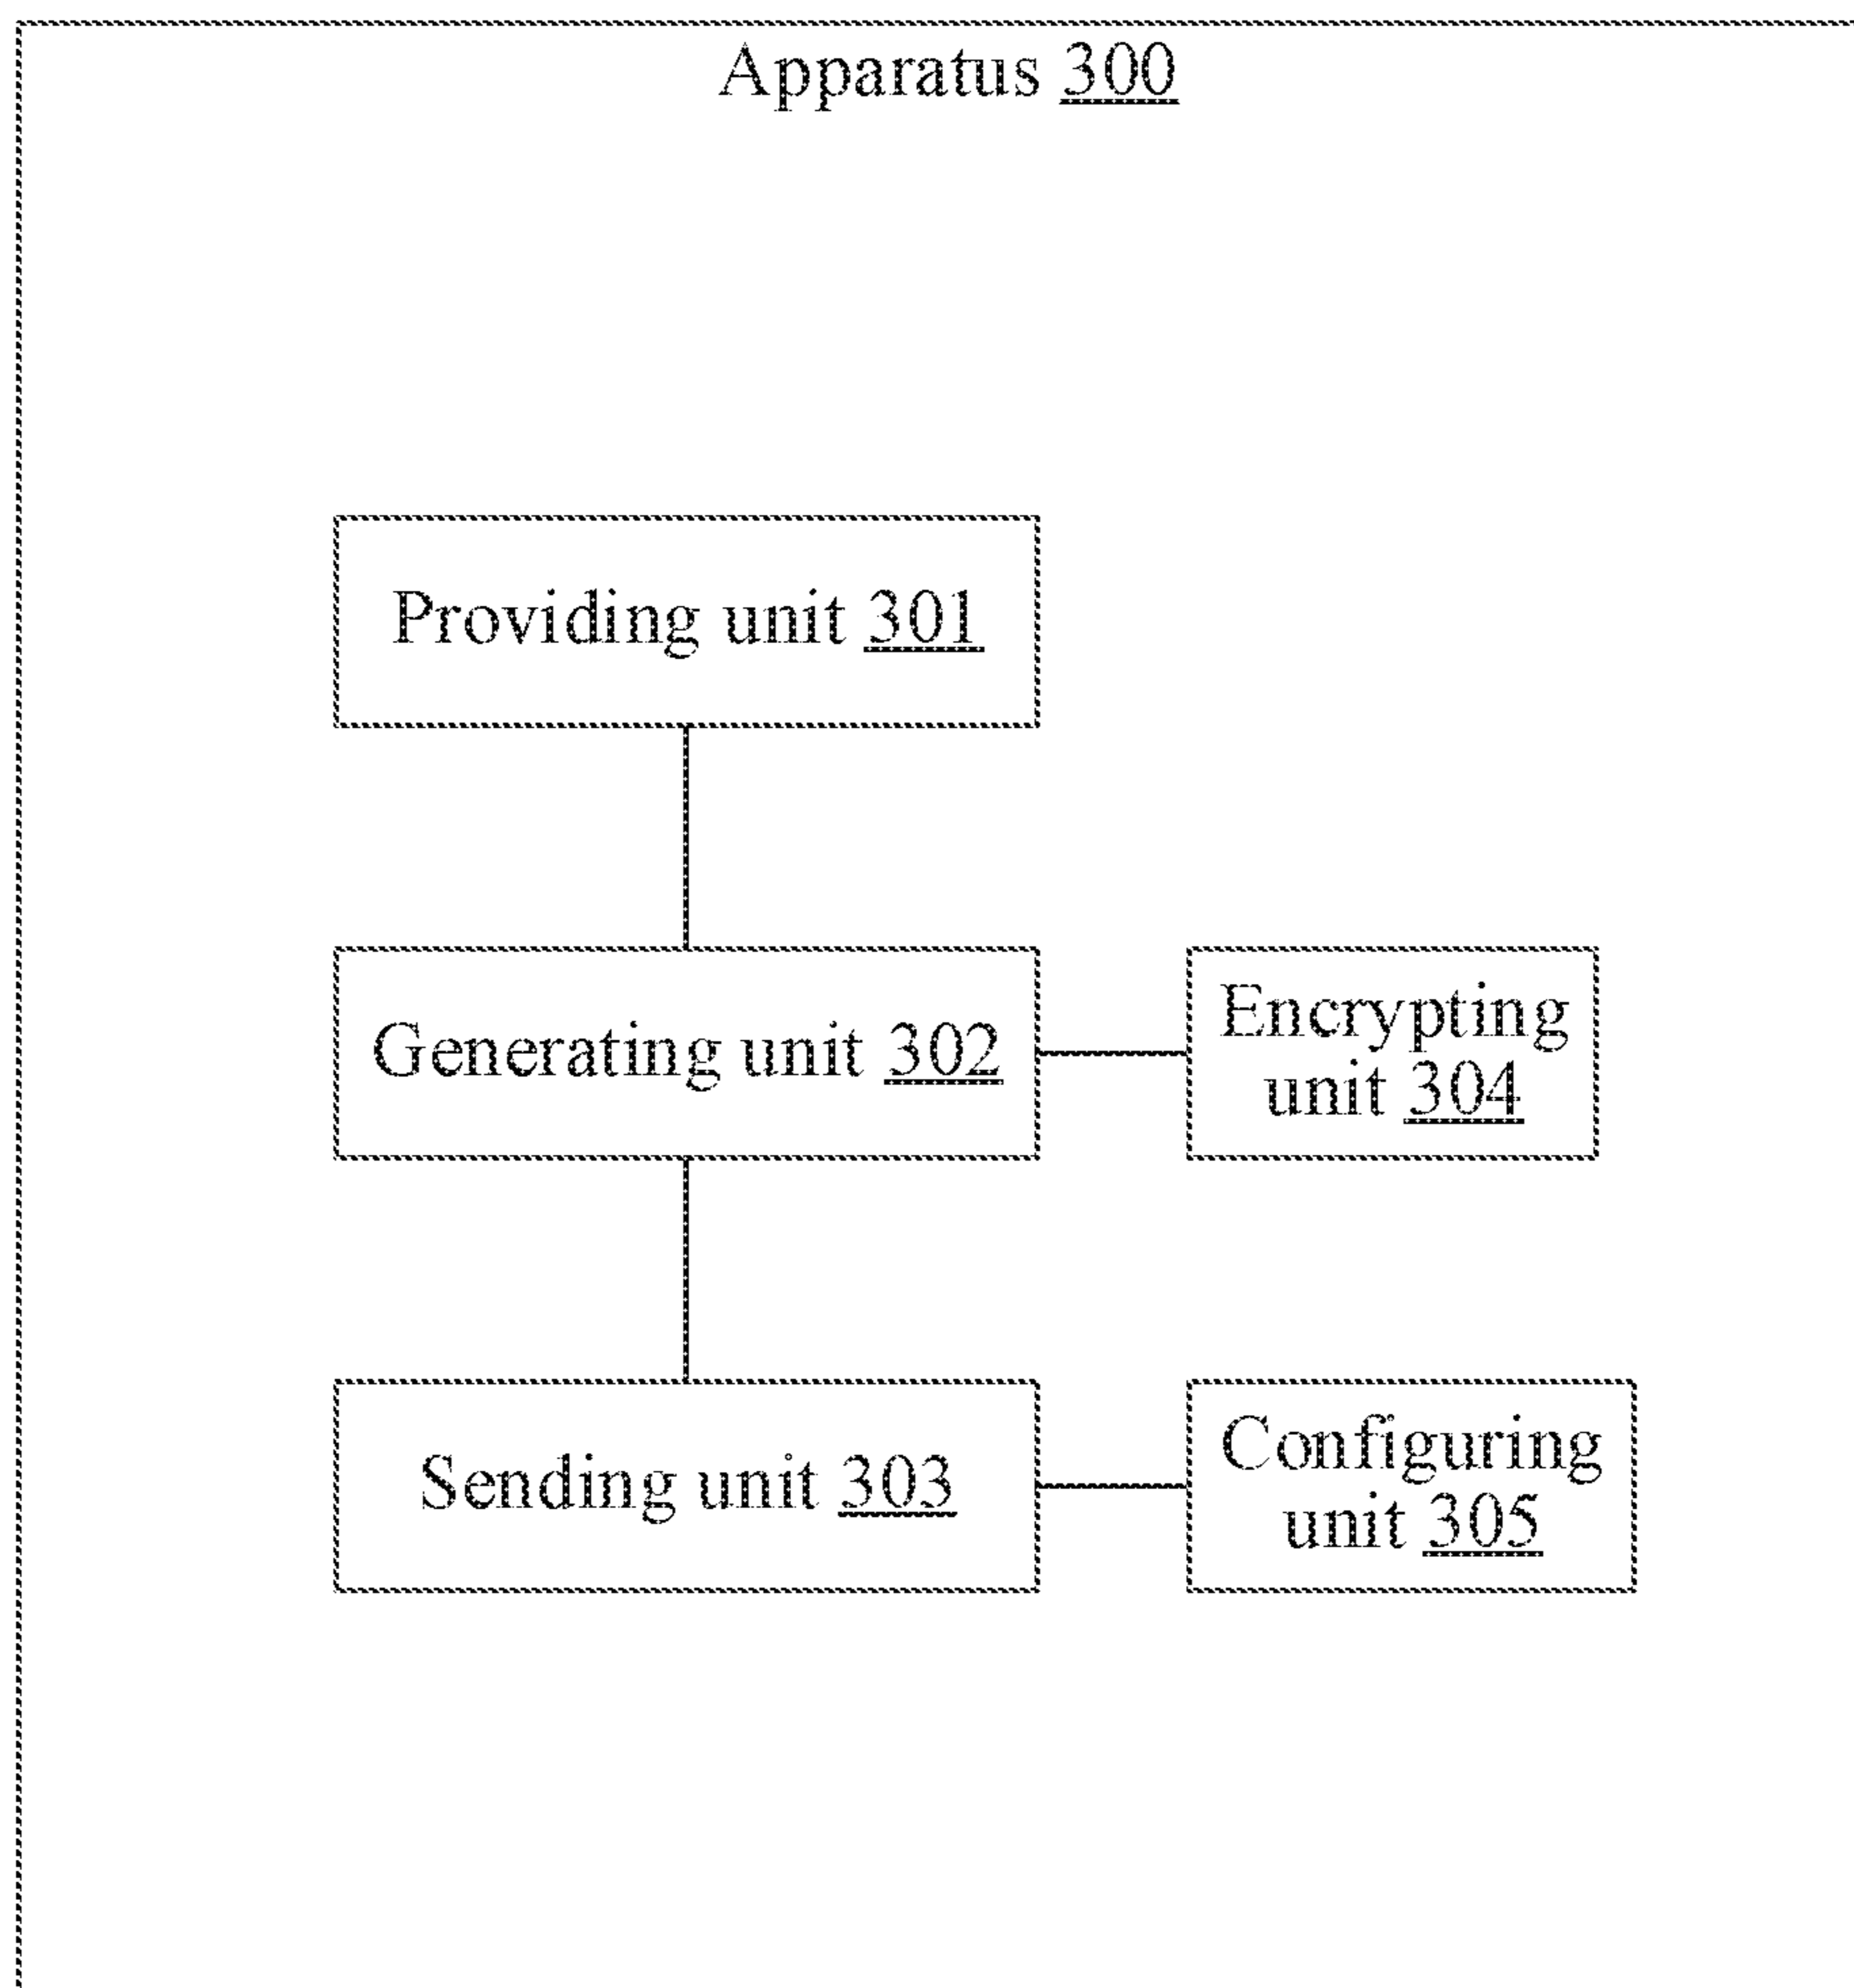 Apparatus 300
Providing unit 301
Generating unit 302
Encrypting
unit 304
Sending unit 303
Configuring
unit 305